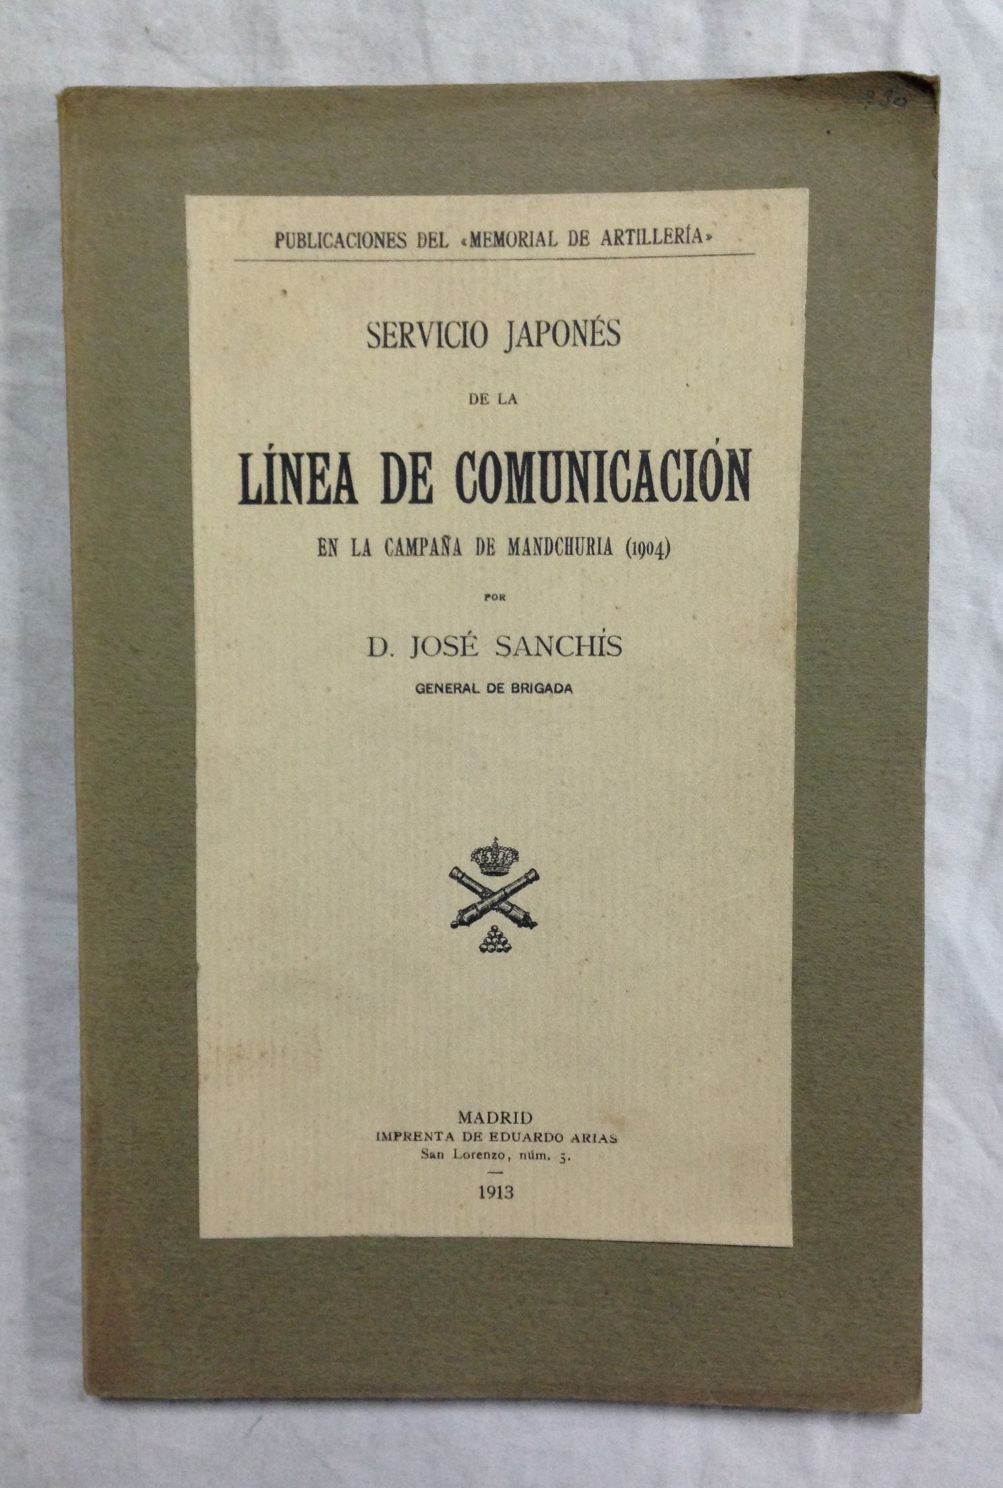 PUBLICACIONES DEL «MEMORIAL DE ARTILLERÍA»
SERVICIO JAPONÉS
DE LA
LÍNEA DE COMUNICACIÓN
EN LA CAMPAÑA DE MANDCHURIA (1904)
POR
D. JOSÉ SANCHÍS
GENERAL DE BRIGADA
MADRID
IMPRENTA DE EDUARDO ARIAS
San Lorenzo, núm. 5.
1913